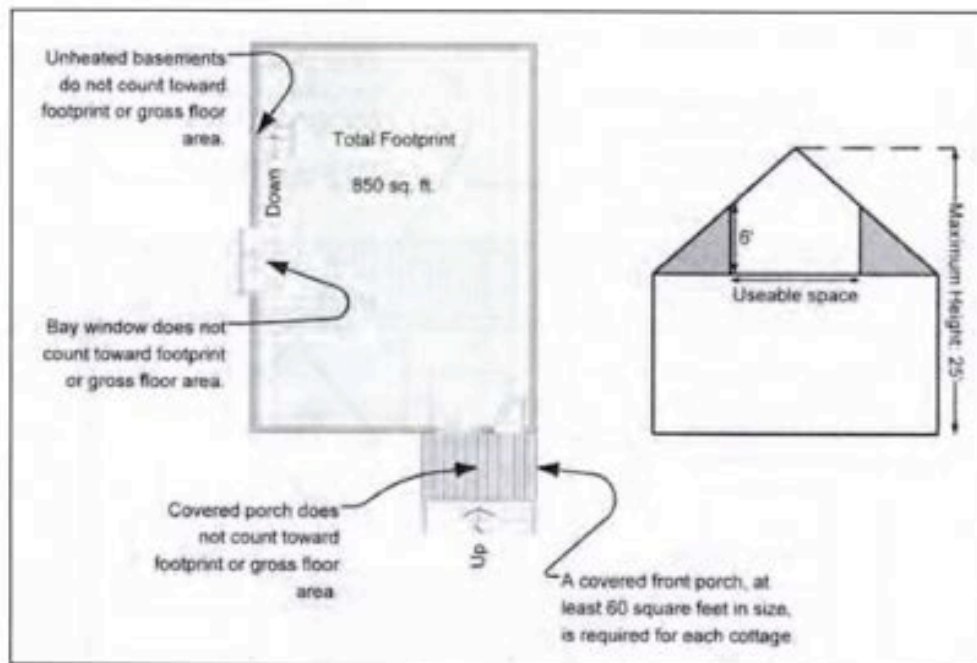 Unheated basements
do not count toward
footprint or gross floor
area.
Total Footprint
850 sq. ft.
Down
Bay window does not
count toward footprint
or gross floor area.
6'
Useable space
Maximum Height: 25'
Covered porch does
not count toward
footprint or gross floor
area.
Up
A covered front porch, at
least 60 square feet in size,
is required for each cottage